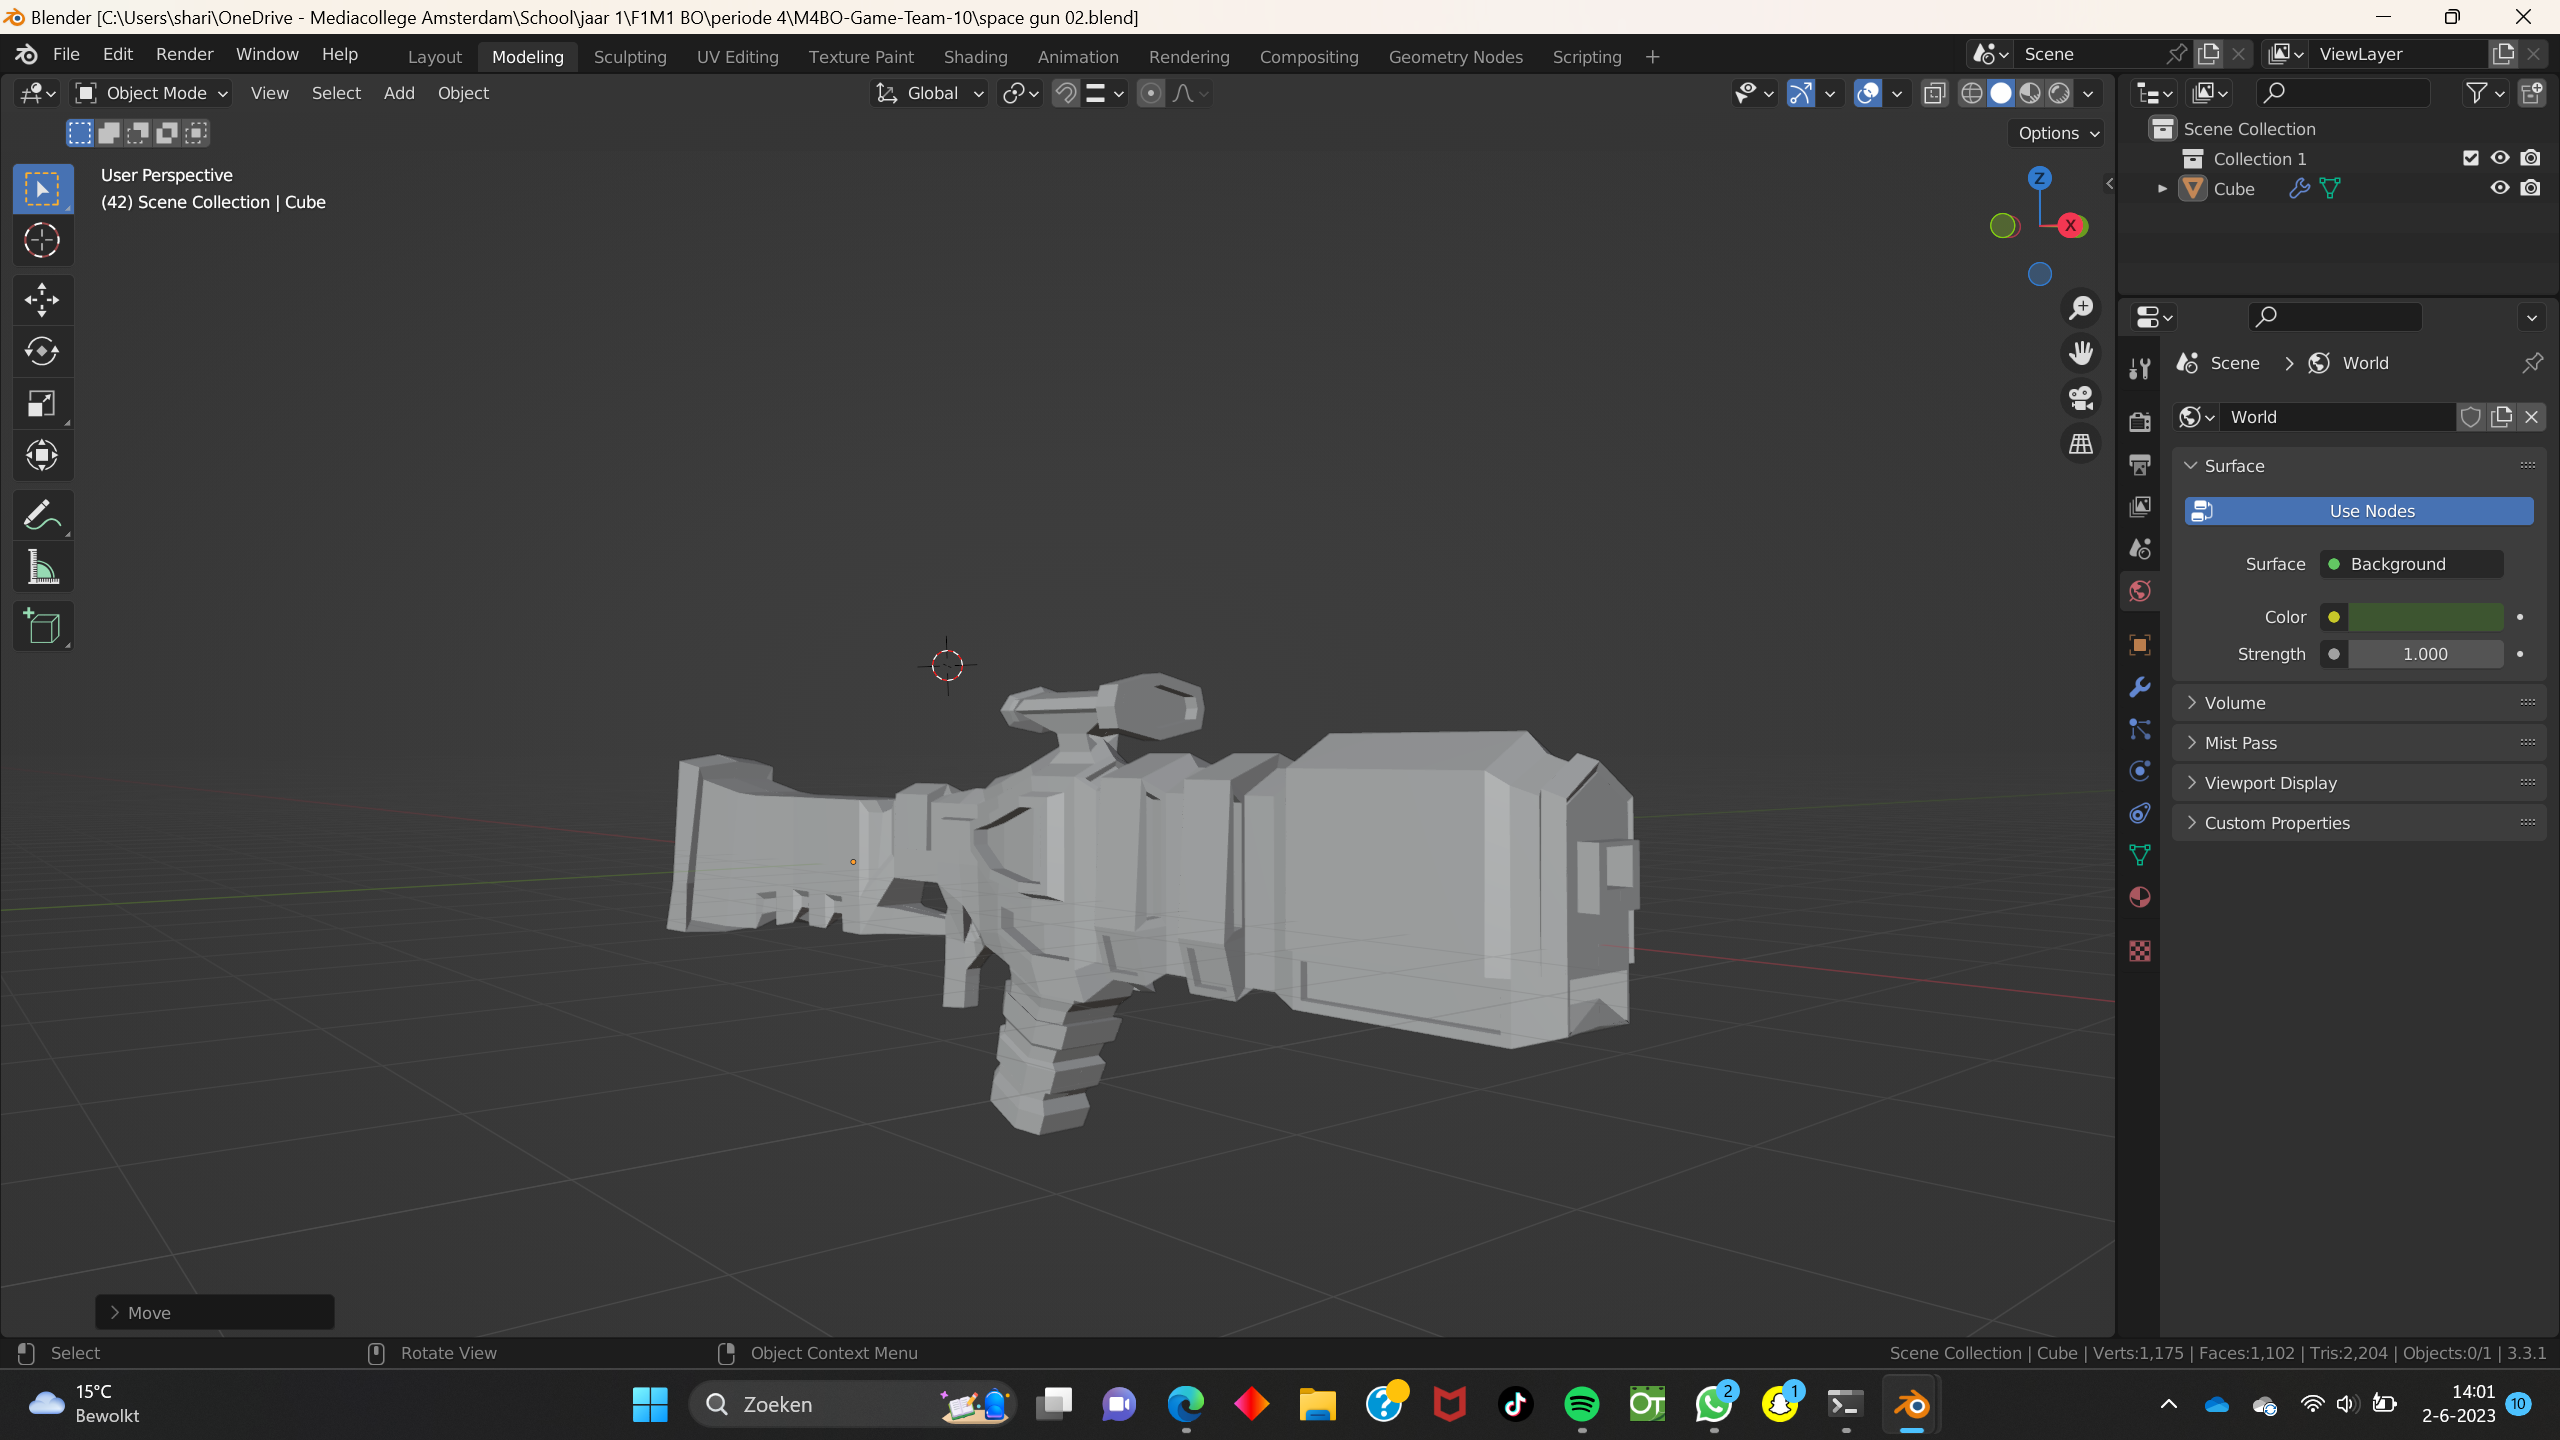 Blender [C:\Users\shari\OneDrive - Mediacollege Amsterdam\School\jaar 1\F1M1 BO\periode 4\M4BO-Game-Team-10\space gun 02.blend]
File Edit Render Window Help Layout Modeling Sculpting UV Editing Texture Paint Shading Animation Rendering Compositing Geometry Nodes Scripting + Scene ViewLayer
Object Mode View Select Add Object Global
Options
User Perspective
(42) Scene Collection | Cube
Z
X
Scene Collection
Collection 1
Cube
Scene > World
World
Surface
Use Nodes
Surface Background
Color
Strength 1.000
Volume
Mist Pass
Viewport Display
Custom Properties
Move
Select Rotate View Object Context Menu Scene Collection | Cube | Verts:1,175 | Faces:1,102 | Tris:2,204 | Objects:0/1 | 3.3.1
15°C
Bewolkt
Zoeken
OT
2
1
14:01
2-6-2023
10